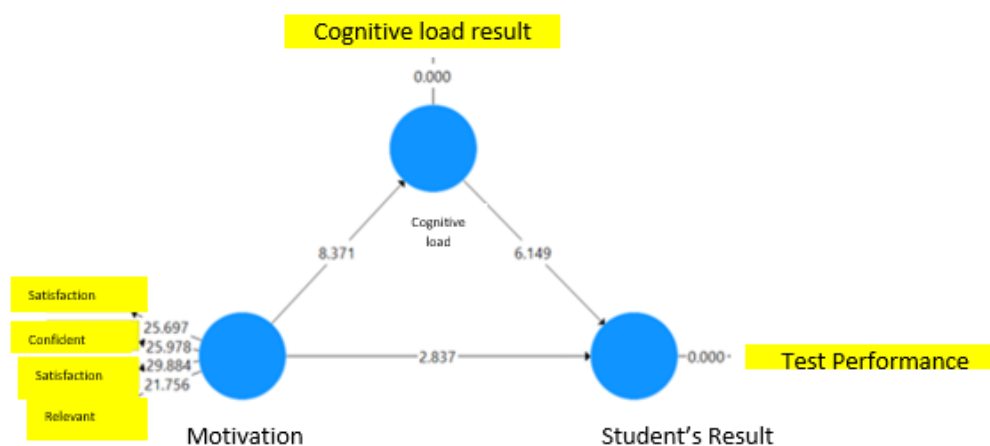 Cognitive load result
0.000
Cognitive
load
8.371
6.149
Satisfaction
25.697
Confident
25.978
29.884
Satisfaction
21.756
Relevant
2.837
0.000
Test Performance
Motivation
Student's Result